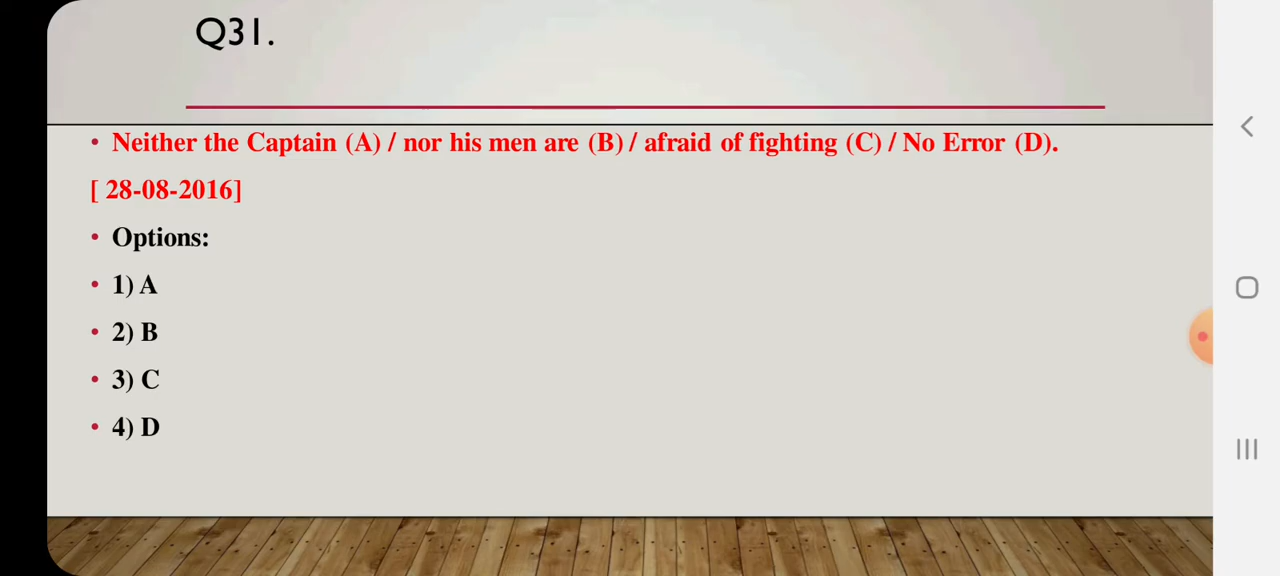 Q31.
• Neither the Captain (A) / nor his men are (B) / afraid of fighting (C) / No Error (D).
[ 28-08-2016]
• Options:
• 1) A
• 2) B
• 3) C
• 4) D